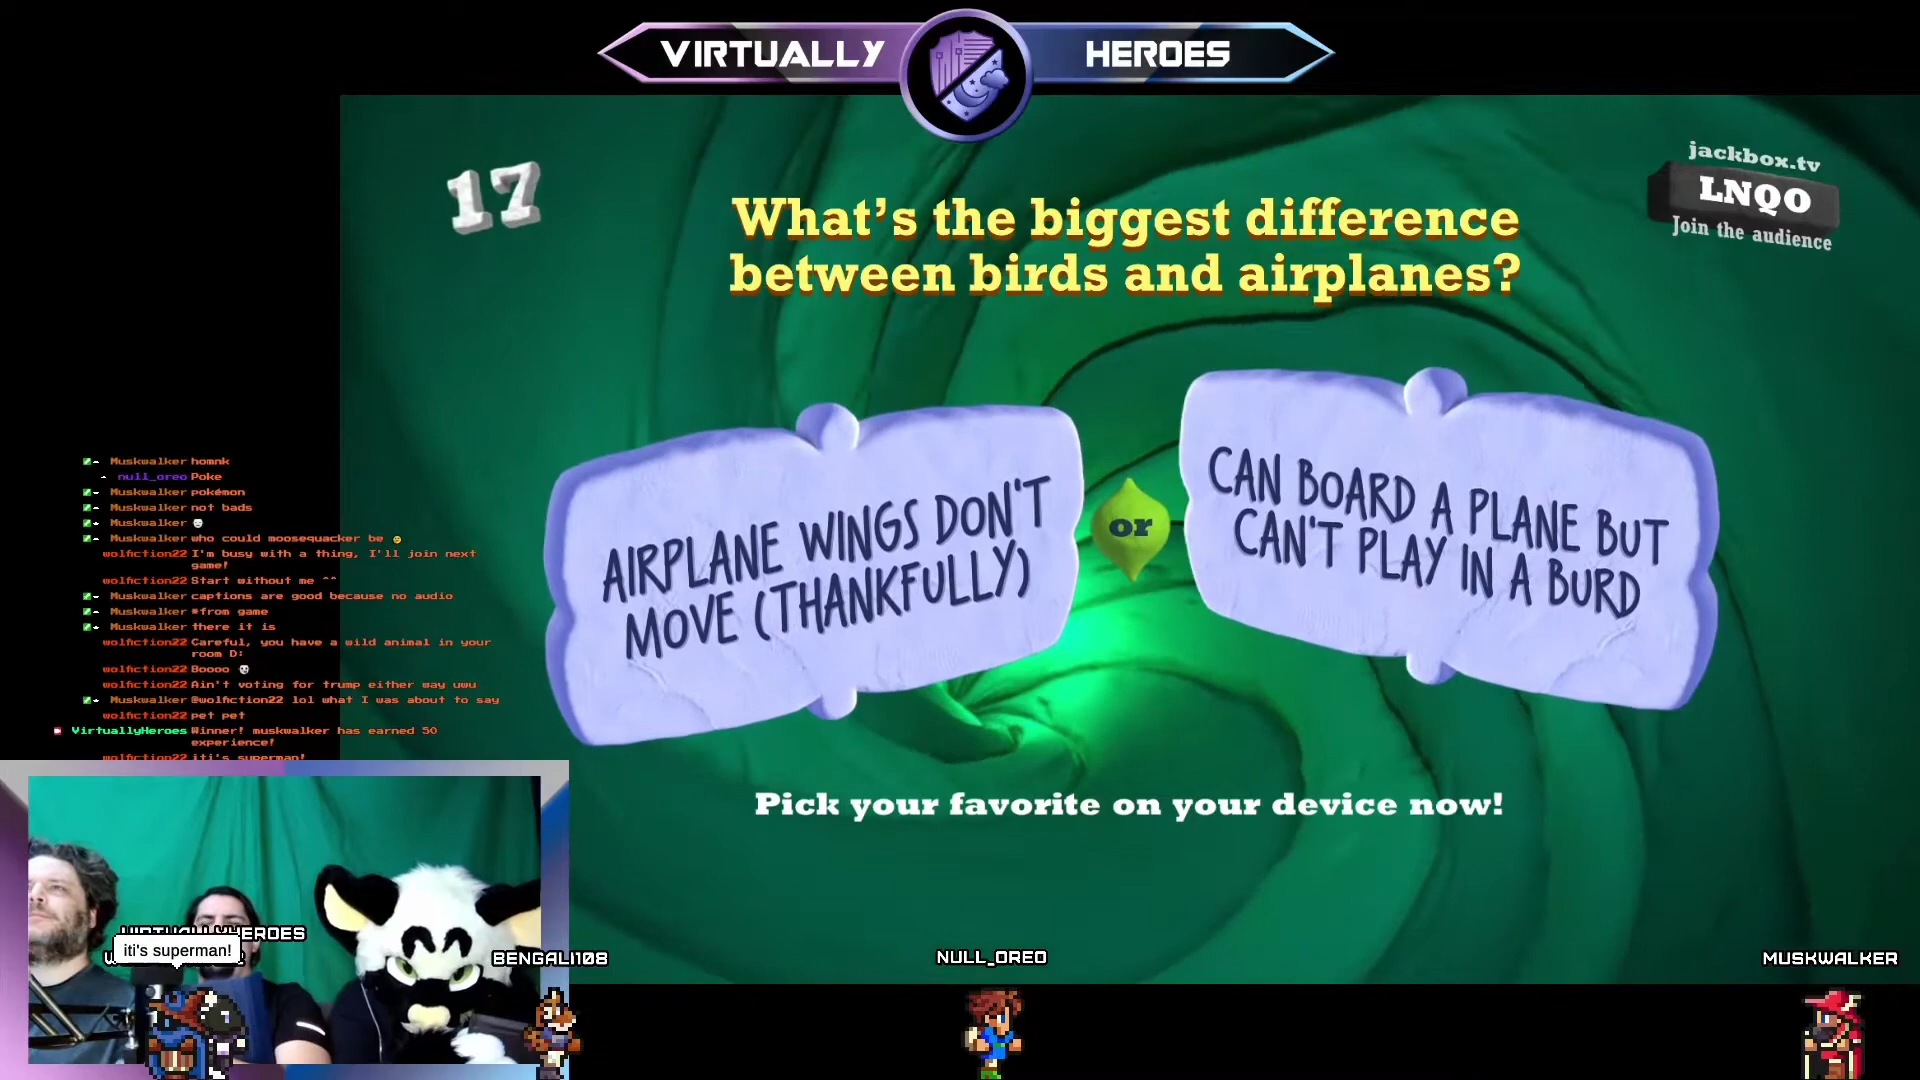 VIRTUALLY HEROES
17
jackbox.tv
LNQO
Join the audience
What's the biggest difference
between birds and airplanes?
AIRPLANE WINGS DON'T
MOVE (THANKFULLY)
or
CAN BOARD A PLANE BUT
CAN'T PLAY IN A BURD
Pick your favorite on your device now!
Muskwalker homnk
null_oreo Poke
Muskwalker pokémon
Muskwalker not bads
Muskwalker
Muskwalker who could moosequacker be
wolfiction22 I'm busy with a thing, I'll join next
game!
wolfiction22 Start without me ^^
Muskwalker captions are good because no audio
Muskwalker *from game
Muskwalker there it is
wolfiction22 Careful, you have a wild animal in your
room D:
wolfiction22 Boooo
wolfiction22 Ain't voting for trump either way uwu
Muskwalker @wolfiction22 lol what I was about to say
wolfiction22 pet pet
VirtuallyHeroes Winner! muskwalker has earned 50
experience!
wolfiction22 iti's superman!
VIRTUALLYHEROES
iti's superman!
BENGALI108
NULL_OREO
MUSKWALKER